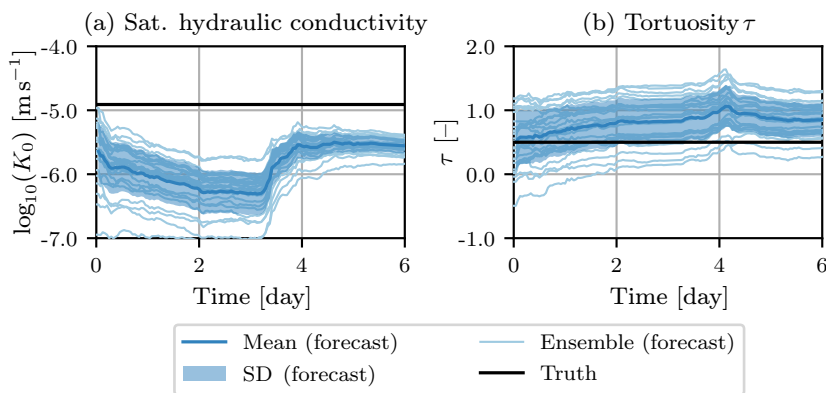 (a) Sat. hydraulic conductivity
(b) Tortuosity τ
log₁₀(K₀) [m s⁻¹]
-4.0
-5.0
-6.0
-7.0
0 2 4 6
Time [day]
τ [–]
2.0
1.0
0.0
-1.0
0 2 4 6
Time [day]
Mean (forecast)
SD (forecast)
Ensemble (forecast)
Truth